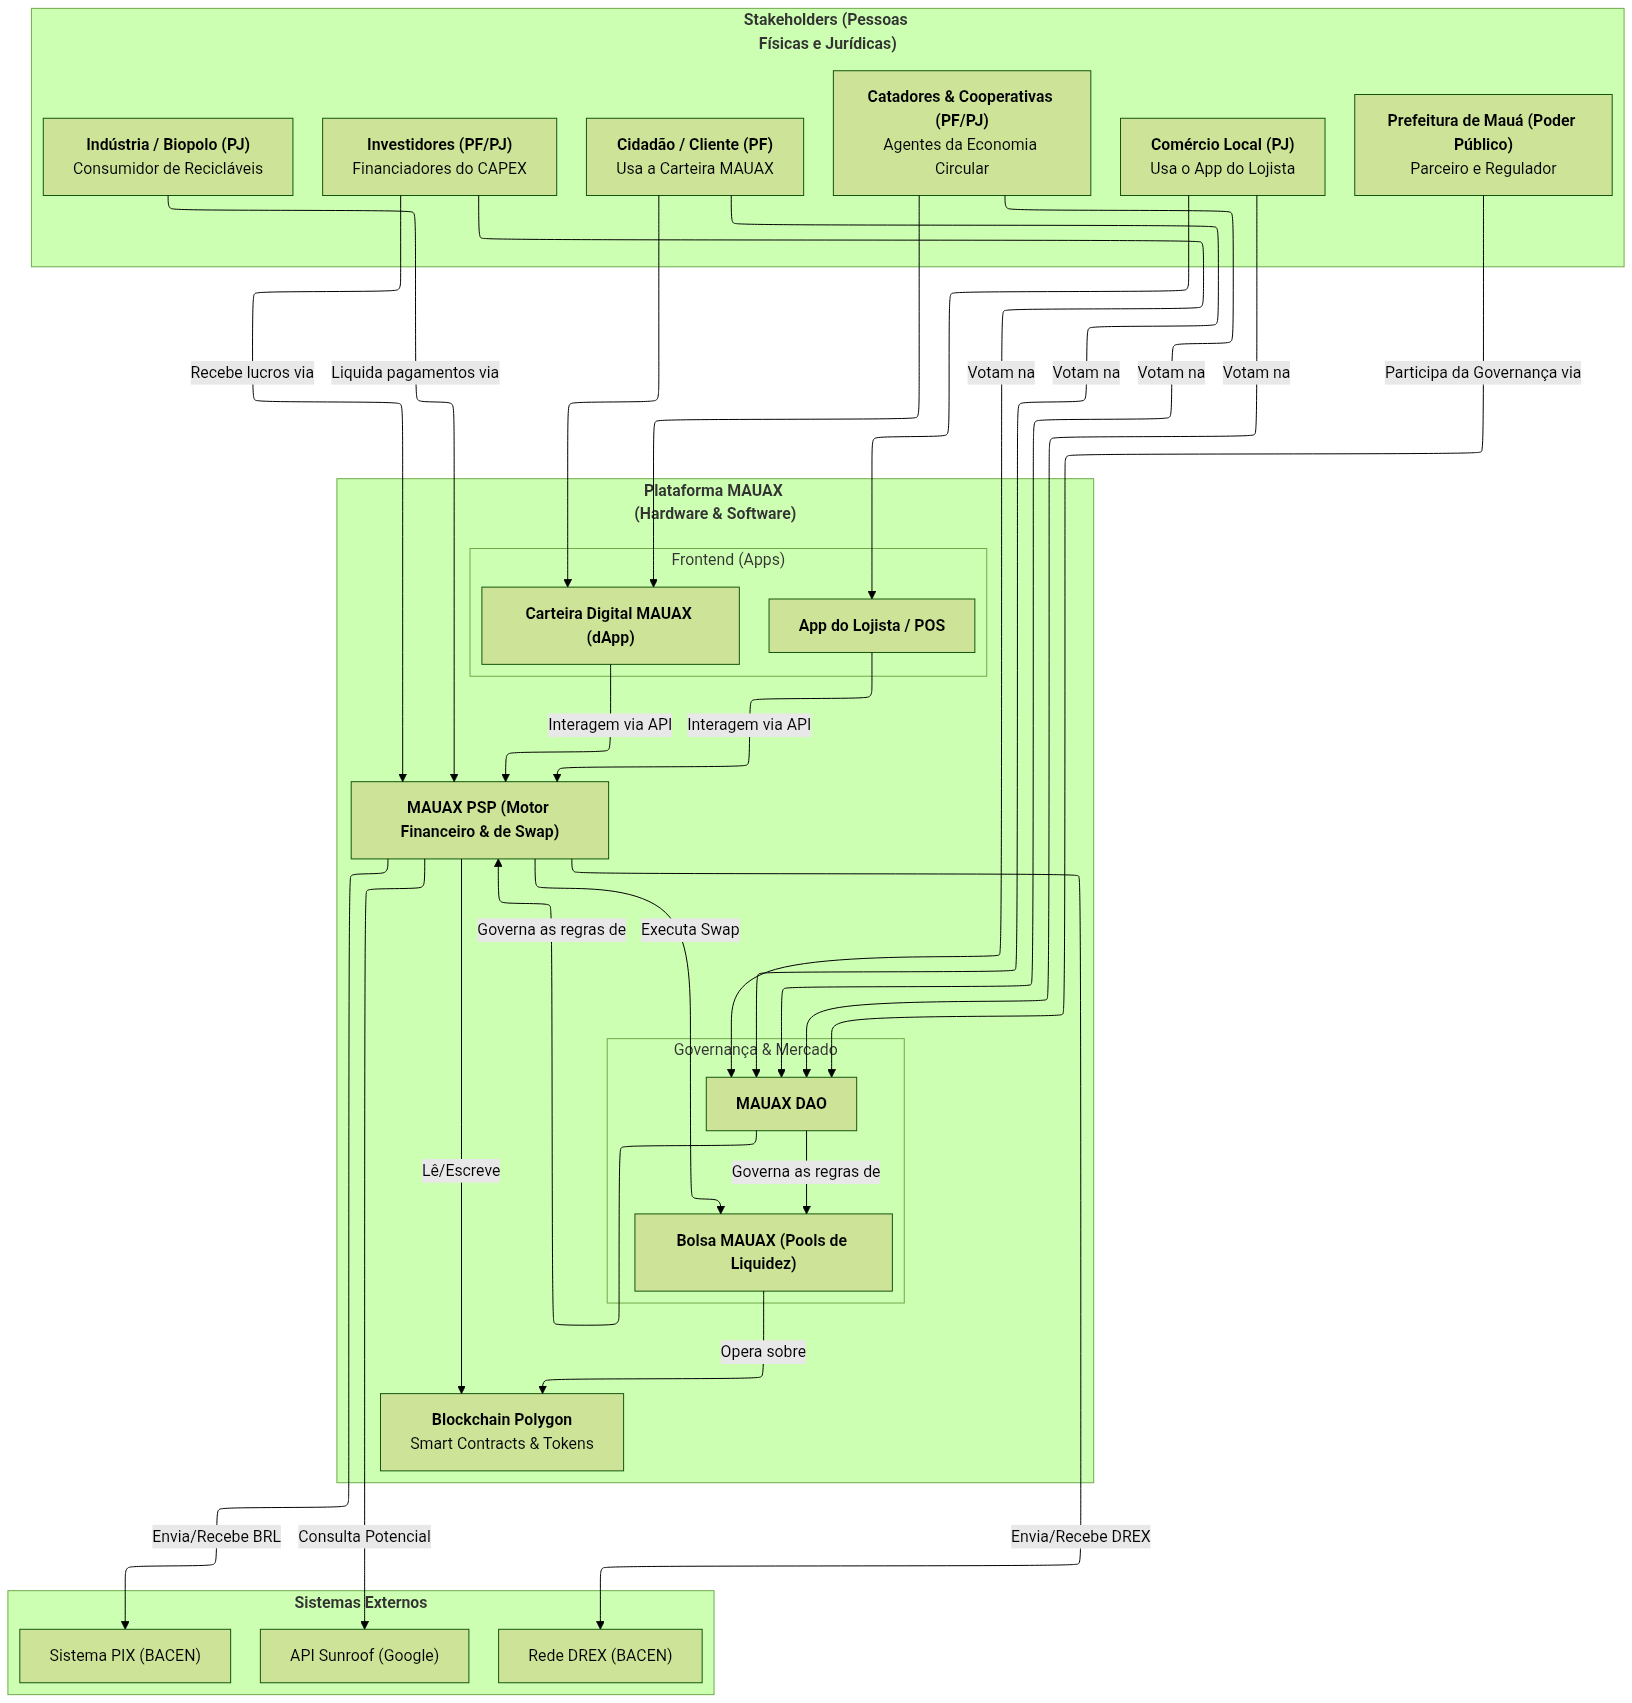 Stakeholders (Pessoas
Físicas e Jurídicas)
Indústria / Biopolo (PJ)
Consumidor de Recicláveis
Investidores (PF/PJ)
Financiadores do CAPEX
Cidadão / Cliente (PF)
Usa a Carteira MAUAX
Catadores & Cooperativas
(PF/PJ)
Agentes da Economia
Circular
Comércio Local (PJ)
Usa o App do Lojista
Prefeitura de Mauá (Poder
Público)
Parceiro e Regulador
Recebe lucros via
Liquida pagamentos via
Votam na
Votam na
Votam na
Votam na
Participa da Governança via
Plataforma MAUAX
(Hardware & Software)
Frontend (Apps)
Carteira Digital MAUAX
(dApp)
App do Lojista / POS
Interagem via API
Interagem via API
MAUAX PSP (Motor
Financeiro & de Swap)
Governa as regras de
Executa Swap
Governança & Mercado
MAUAX DAO
Lê/Escreve
Governa as regras de
Bolsa MAUAX (Pools de
Liquidez)
Opera sobre
Blockchain Polygon
Smart Contracts & Tokens
Envia/Recebe BRL
Consulta Potencial
Envia/Recebe DREX
Sistemas Externos
Sistema PIX (BACEN)
API Sunroof (Google)
Rede DREX (BACEN)